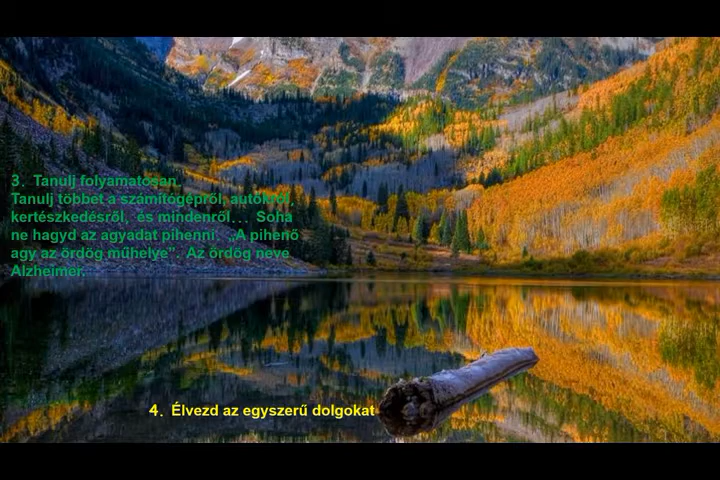 3. Tanulj folyamatosan.
Tanulj többet a számítógépről, autókról,
kertészkedésről, és mindenről... Soha
ne hagyd az agyadat pihenni. „A pihenő
agy az ördög műhelye”. Az ördög neve
Alzheimer.
4. Élvezd az egyszerű dolgokat